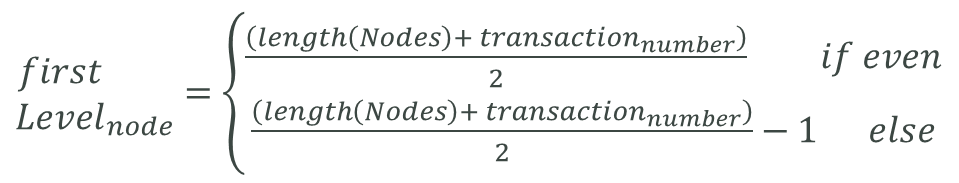 first
Level_node = { (length(Nodes)+ transaction_number) / 2 if even
(length(Nodes)+ transaction_number) / 2 − 1 else